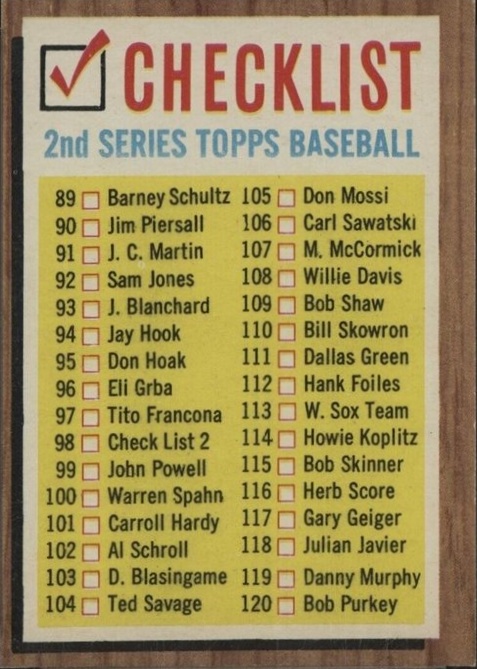 CHECKLIST
2nd SERIES TOPPS BASEBALL
89 Barney Schultz
90 Jim Piersall
91 J. C. Martin
92 Sam Jones
93 J. Blanchard
94 Jay Hook
95 Don Hoak
96 Eli Grba
97 Tito Francona
98 Check List 2
99 John Powell
100 Warren Spahn
101 Carroll Hardy
102 Al Schroll
103 D. Blasingame
104 Ted Savage
105 Don Mossi
106 Carl Sawatski
107 M. McCormick
108 Willie Davis
109 Bob Shaw
110 Bill Skowron
111 Dallas Green
112 Hank Foiles
113 W. Sox Team
114 Howie Koplitz
115 Bob Skinner
116 Herb Score
117 Gary Geiger
118 Julian Javier
119 Danny Murphy
120 Bob Purkey